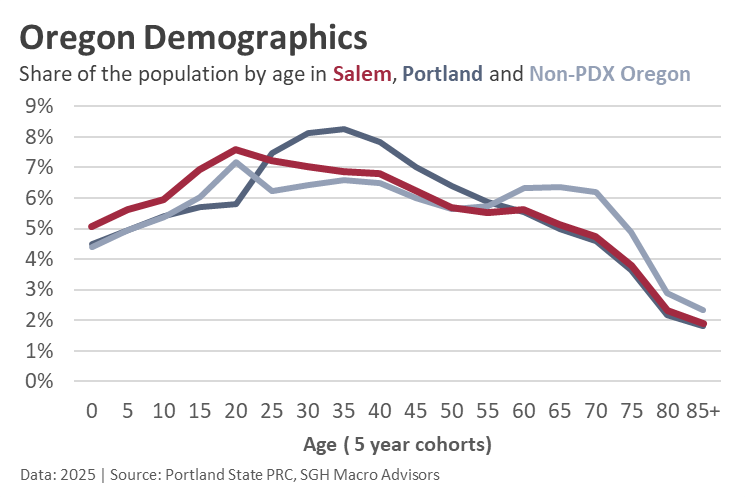 Oregon Demographics
Share of the population by age in Salem, Portland and Non-PDX Oregon
9%
8%
7%
6%
5%
4%
3%
2%
1%
0%
0 5 10 15 20 25 30 35 40 45 50 55 60 65 70 75 80 85+
Age ( 5 year cohorts)
Data: 2025 | Source: Portland State PRC, SGH Macro Advisors